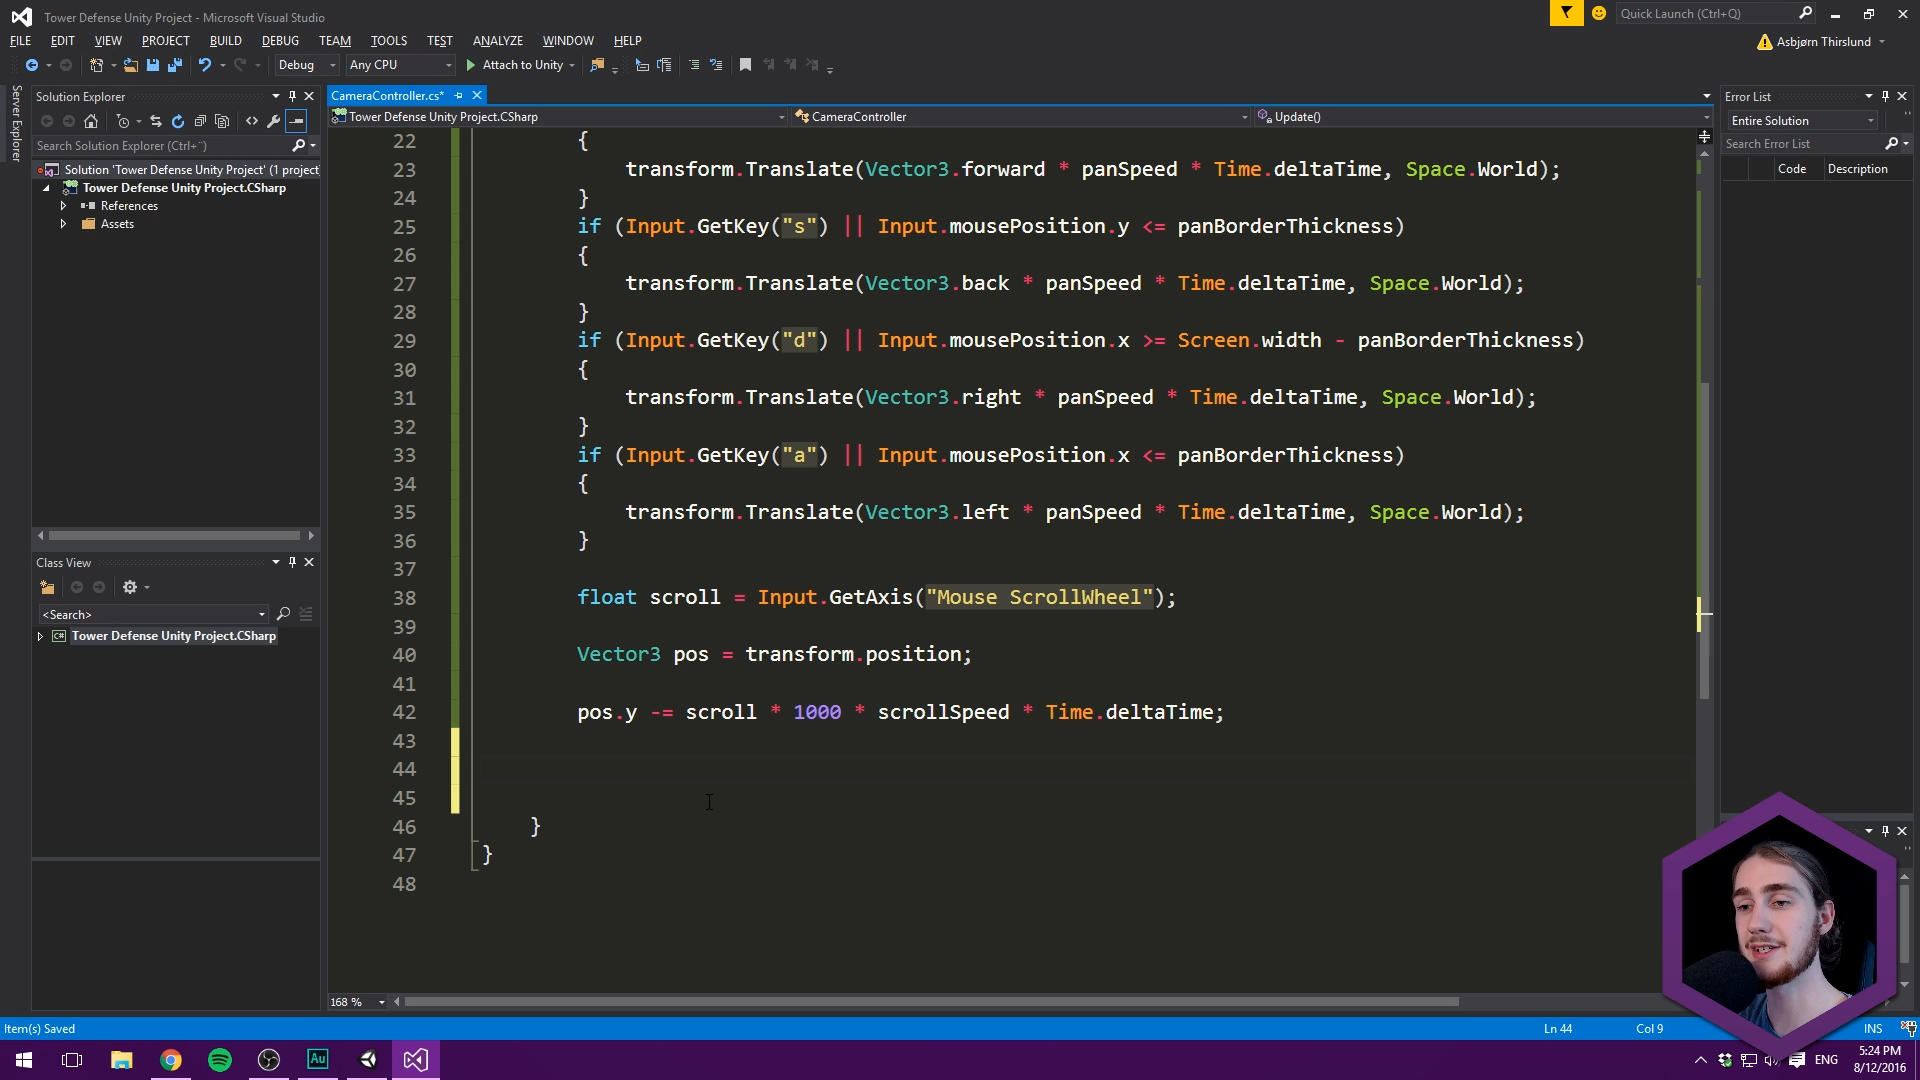 Tower Defense Unity Project - Microsoft Visual Studio
Quick Launch (Ctrl+Q)
FILE EDIT VIEW PROJECT BUILD DEBUG TEAM TOOLS TEST ANALYZE WINDOW HELP
Asbjørn Thirslund
Debug Any CPU Attach to Unity
Server Explorer
Solution Explorer
Search Solution Explorer (Ctrl+¨)
Solution 'Tower Defense Unity Project' (1 project
Tower Defense Unity Project.CSharp
References
Assets
Class View
<Search>
Tower Defense Unity Project.CSharp
CameraController.cs*
Tower Defense Unity Project.CSharp CameraController Update()
22 {
23 transform.Translate(Vector3.forward * panSpeed * Time.deltaTime, Space.World);
24 }
25 if (Input.GetKey("s") || Input.mousePosition.y <= panBorderThickness)
26 {
27 transform.Translate(Vector3.back * panSpeed * Time.deltaTime, Space.World);
28 }
29 if (Input.GetKey("d") || Input.mousePosition.x >= Screen.width - panBorderThickness)
30 {
31 transform.Translate(Vector3.right * panSpeed * Time.deltaTime, Space.World);
32 }
33 if (Input.GetKey("a") || Input.mousePosition.x <= panBorderThickness)
34 {
35 transform.Translate(Vector3.left * panSpeed * Time.deltaTime, Space.World);
36 }
37
38 float scroll = Input.GetAxis("Mouse ScrollWheel");
39
40 Vector3 pos = transform.position;
41
42 pos.y -= scroll * 1000 * scrollSpeed * Time.deltaTime;
43
44
45
46 }
47 }
48
168 %
Error List
Entire Solution
Search Error List
Code Description
Item(s) Saved
Ln 44 Col 9 INS
Au
ENG
5:24 PM
8/12/2016